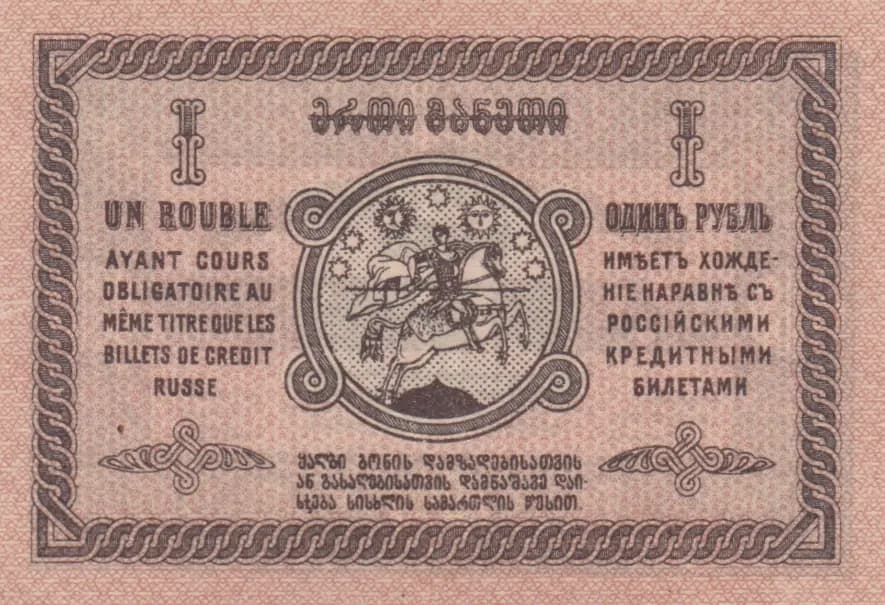 ერთი მანეთი
I
I
UN ROUBLE
AYANT COURS
OBLIGATOIRE AU
MÊME TITRE QUE LES
BILLETS DE CREDIT
RUSSE
ОДИНЪ РУБЛЬ
ИМѢЕТЪ ХОЖДЕ-
НІЕ НАРАВНѢ СЪ
РОССІЙСКИМИ
КРЕДИТНЫМИ
БИЛЕТАМИ
ყალბი ბონის დამზადებისათვის
ან გასაღებისათვის დამნაშავე დაი-
სჯება სისხლის სამართლის წესით.